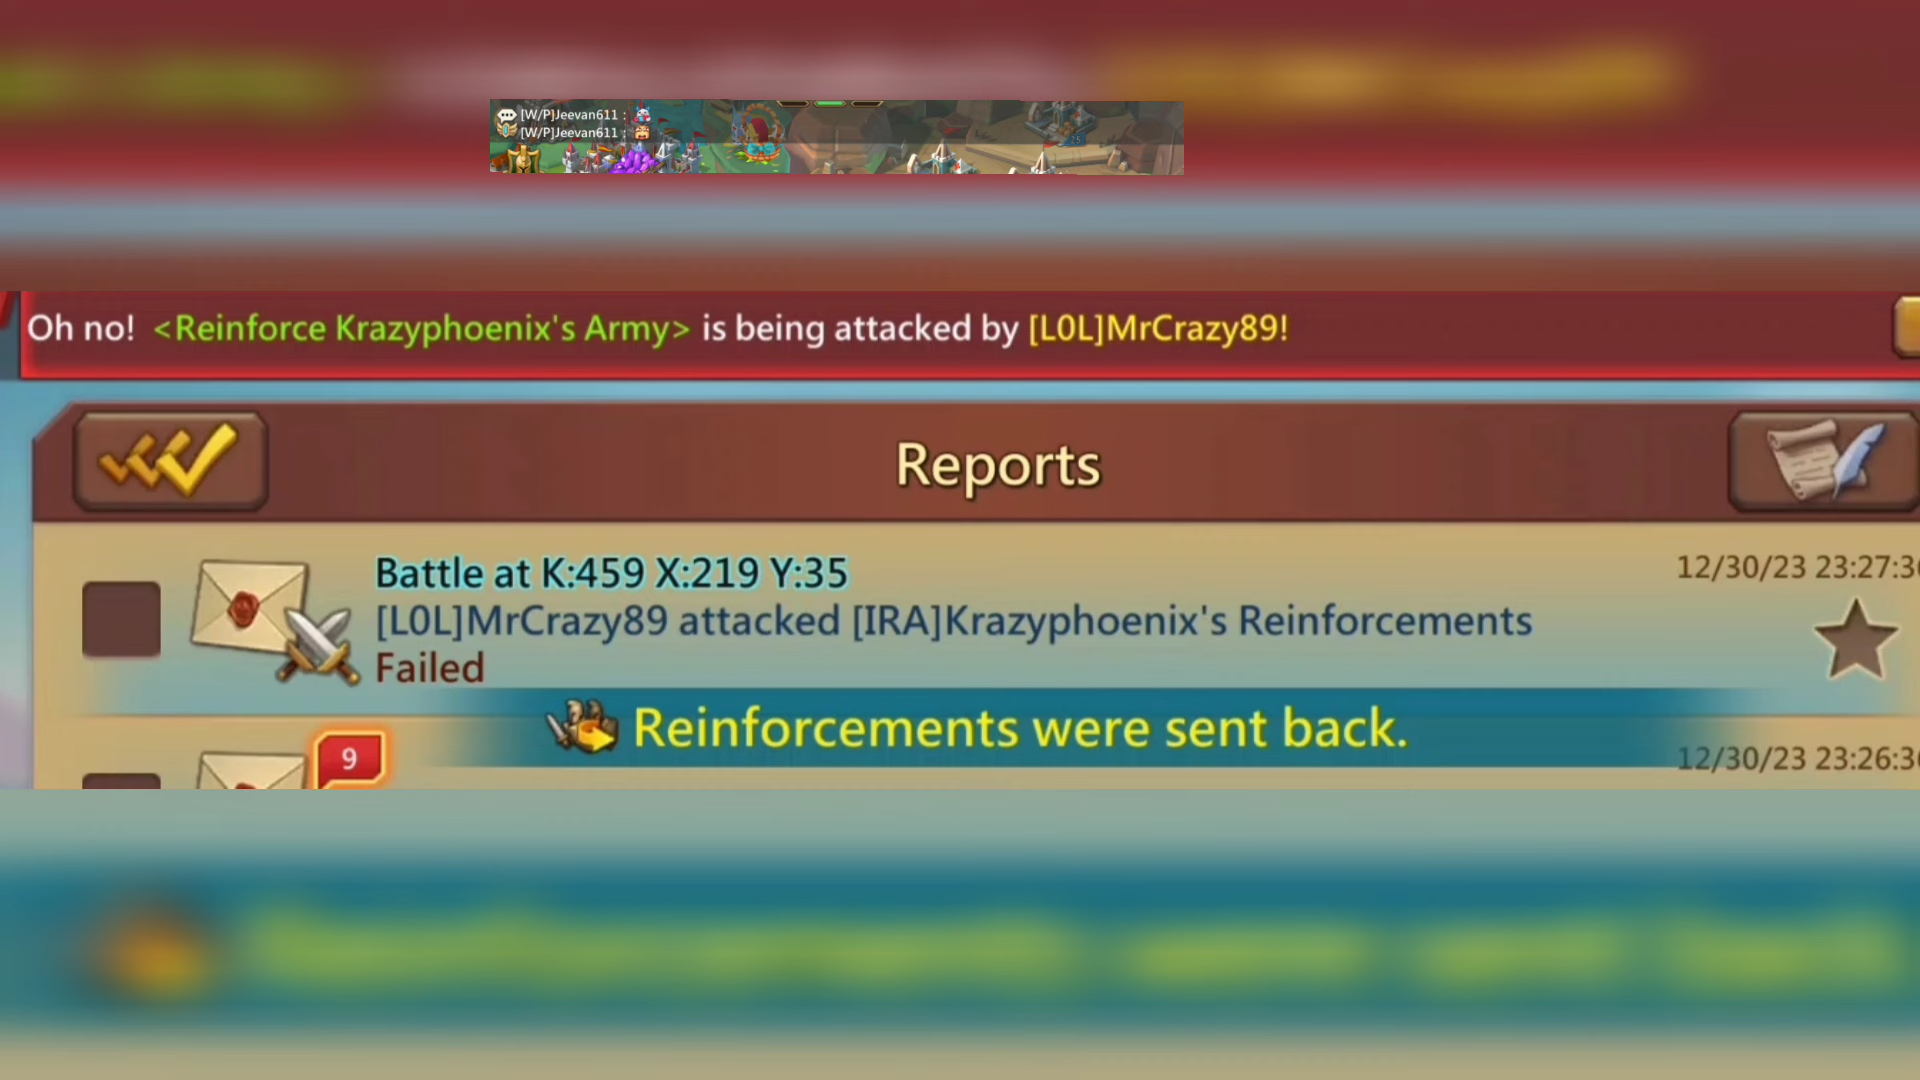 [W/P]Jeevan611 :
[W/P]Jeevan611 :
Oh no! <Reinforce Krazyphoenix's Army> is being attacked by [L0L]MrCrazy89!
Reports
Battle at K:459 X:219 Y:35
12/30/23 23:27:3
[L0L]MrCrazy89 attacked [IRA]Krazyphoenix's Reinforcements
Failed
Reinforcements were sent back.
9
12/30/23 23:26:3